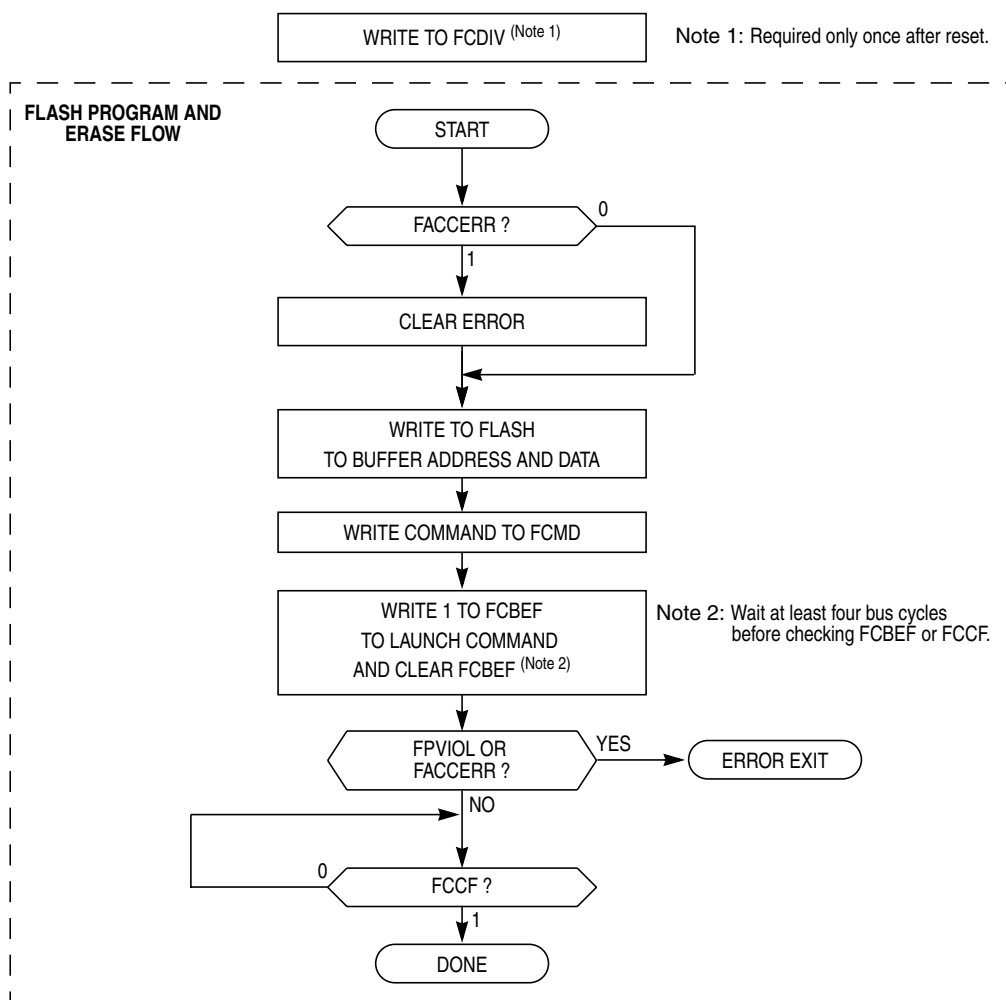 WRITE TO FCDIV (Note 1)
Note 1: Required only once after reset.
FLASH PROGRAM AND
ERASE FLOW
START
FACCERR ?
0
1
CLEAR ERROR
WRITE TO FLASH
TO BUFFER ADDRESS AND DATA
WRITE COMMAND TO FCMD
WRITE 1 TO FCBEF
TO LAUNCH COMMAND
AND CLEAR FCBEF (Note 2)
Note 2: Wait at least four bus cycles
before checking FCBEF or FCCF.
FPVIOL OR
FACCERR ?
YES
ERROR EXIT
NO
0
FCCF ?
1
DONE